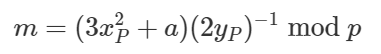 m = (3x_P^2 + a)(2y_P)^{-1} mod p